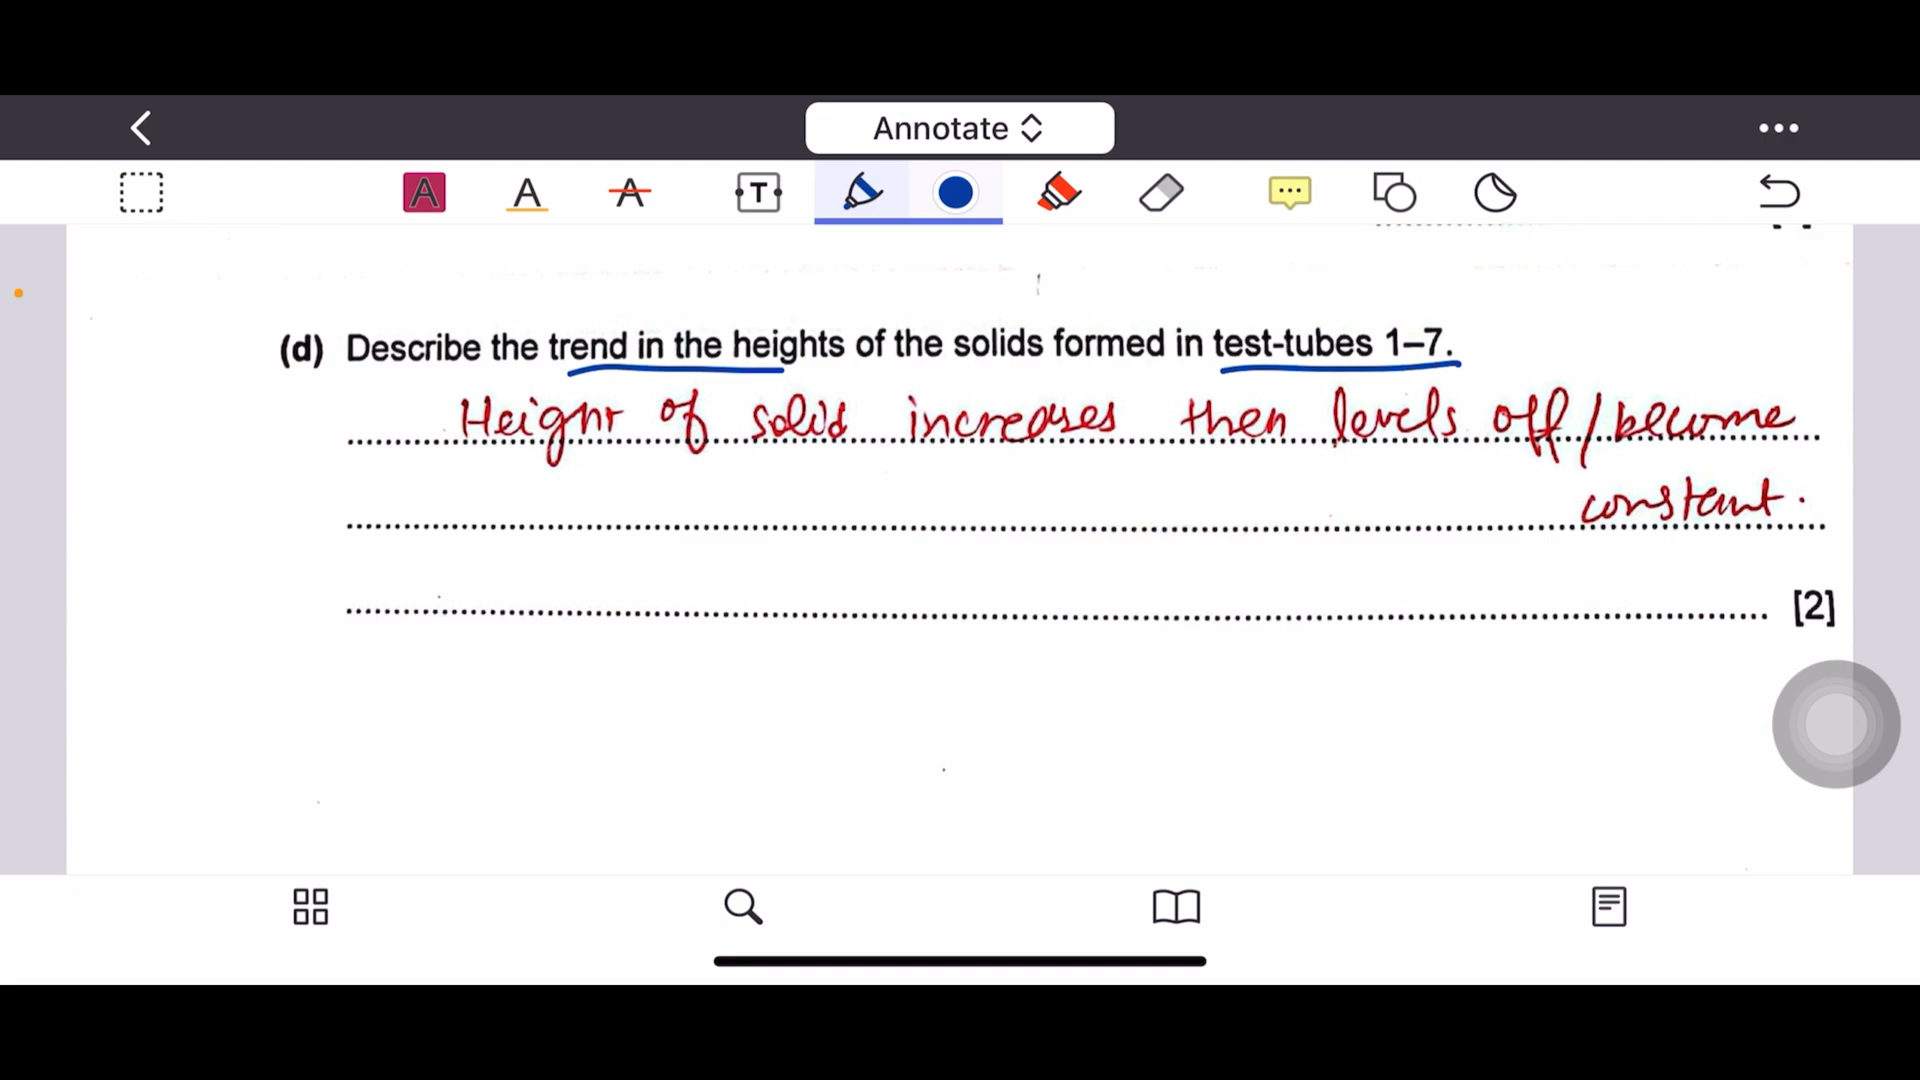 Annotate
A A A T
(d) Describe the trend in the heights of the solids formed in test-tubes 1–7.
Height of solid increases then levels off / become
constant.
[2]